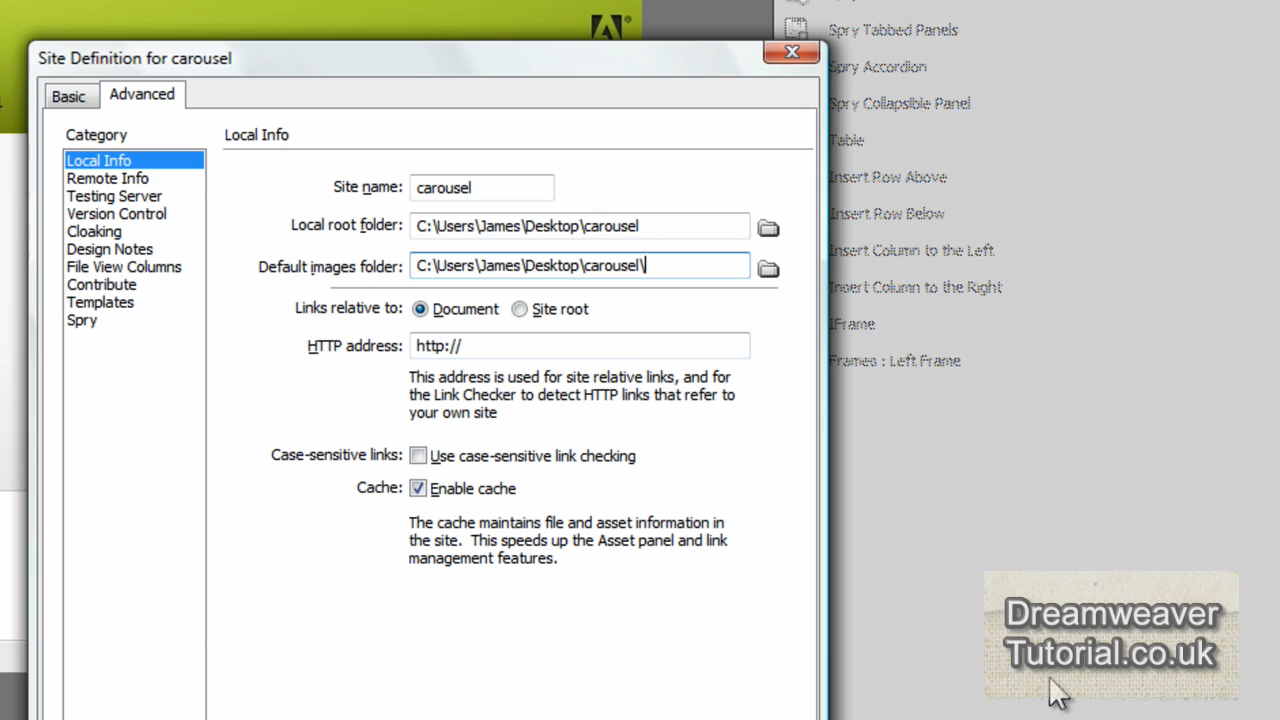 Site Definition for carousel
Basic
Advanced
Category
Local Info
Remote Info
Testing Server
Version Control
Cloaking
Design Notes
File View Columns
Contribute
Templates
Spry
Local Info
Site name: carousel
Local root folder: C:\Users\James\Desktop\carousel
Default images folder: C:\Users\James\Desktop\carousel\
Links relative to: Document Site root
HTTP address: http://
This address is used for site relative links, and for
the Link Checker to detect HTTP links that refer to
your own site
Case-sensitive links: Use case-sensitive link checking
Cache: Enable cache
The cache maintains file and asset information in
the site. This speeds up the Asset panel and link
management features.
Spry Tabbed Panels
Spry Accordion
Spry Collapsible Panel
Table
Insert Row Above
Insert Row Below
Insert Column to the Left
Insert Column to the Right
IFrame
Frames : Left Frame
Dreamweaver
Tutorial.co.uk